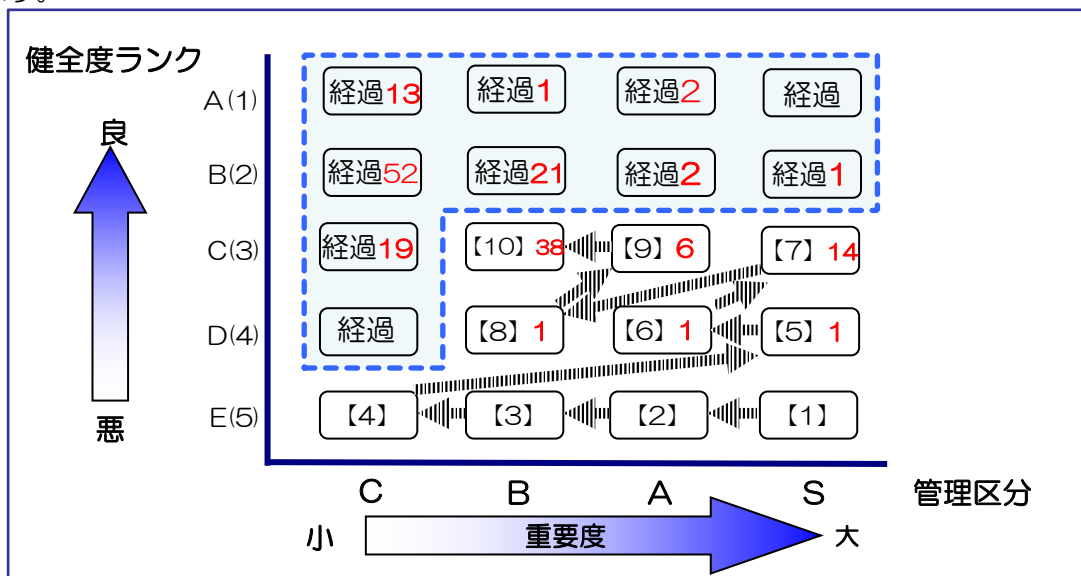 す。
健全度ランク
A(1) 経過13 経過1 経過2 経過
良
B(2) 経過52 経過21 経過2 経過1
C(3) 経過19 【10】38 【9】6 【7】14
D(4) 経過 【8】1 【6】1 【5】1
悪
E(5) 【4】 【3】 【2】 【1】
C B A S 管理区分
小 重要度 大